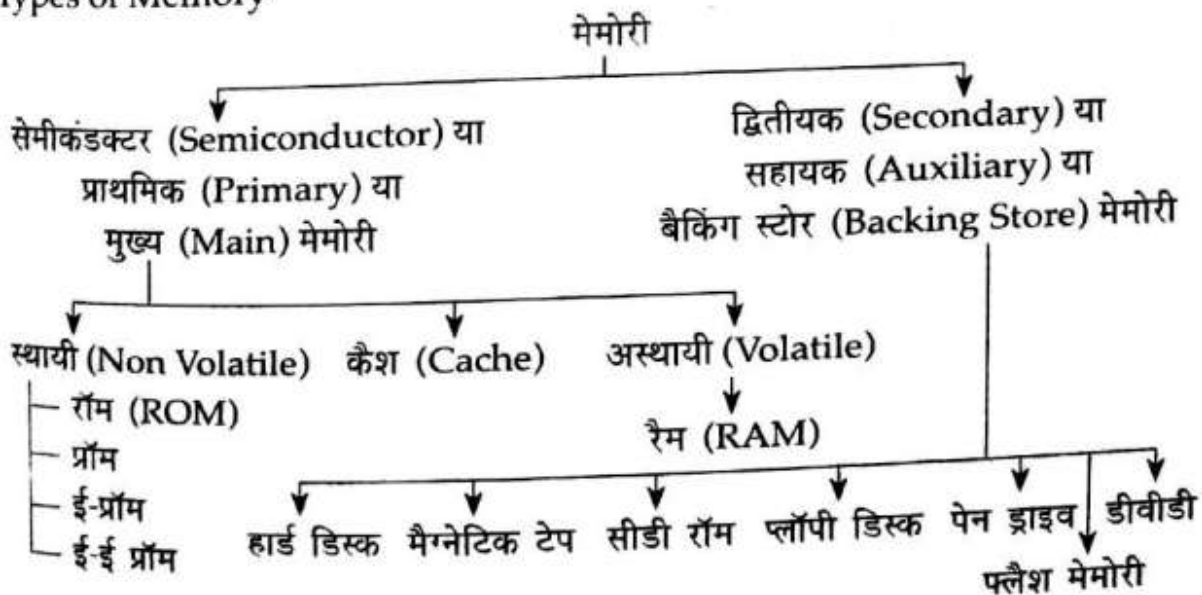 Types of Memory
मेमोरी
सेमीकंडक्टर (Semiconductor) या
प्राथमिक (Primary) या
मुख्य (Main) मेमोरी
द्वितीयक (Secondary) या
सहायक (Auxiliary) या
बैकिंग स्टोर (Backing Store) मेमोरी
स्थायी (Non Volatile) कैश (Cache) अस्थायी (Volatile)
रॉम (ROM)
प्रॉम
ई-प्रॉम
ई-ई प्रॉम
रैम (RAM)
हार्ड डिस्क मैग्नेटिक टेप सीडी रॉम प्लॉपी डिस्क पेन ड्राइव डीवीडी
फ्लैश मेमोरी